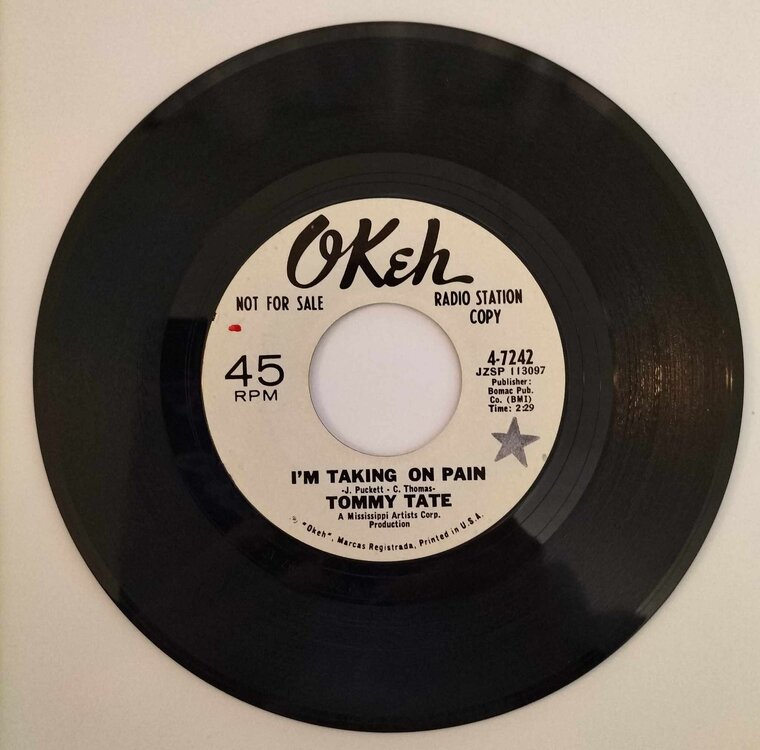 OKeh
NOT FOR SALE
RADIO STATION
COPY
45
RPM
4-7242
JZSP 113097
Publisher:
Bomac Pub.
Co. (BMI)
Time: 2:29
I'M TAKING ON PAIN
-J. Puckett - C. Thomas-
TOMMY TATE
A Mississippi Artists Corp.
Production
® "Okeh", Marcas Registrada, Printed in U.S.A.